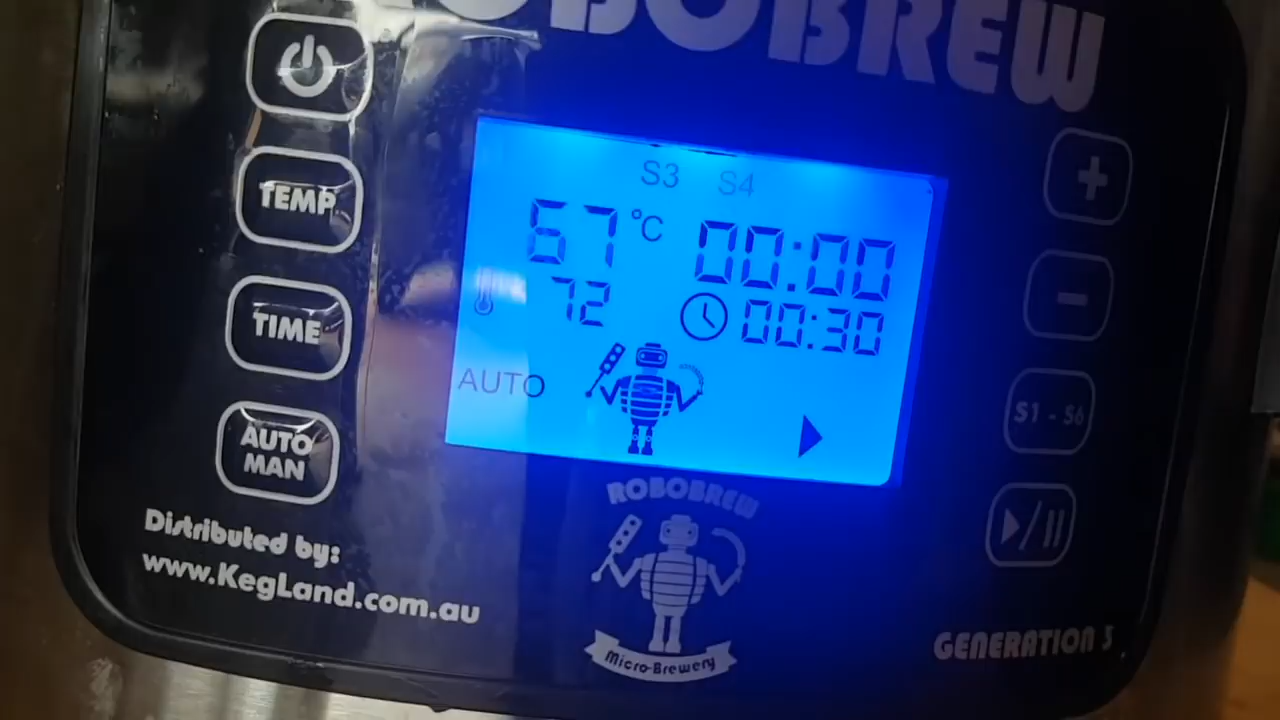 ROBOBREW
TEMP
TIME
AUTO
MAN
S3 S4
67 °C 00:00
72 00:30
AUTO
S1 - S6
ROBOBREW
Micro-Brewery
Distributed by:
www.KegLand.com.au
GENERATION 3